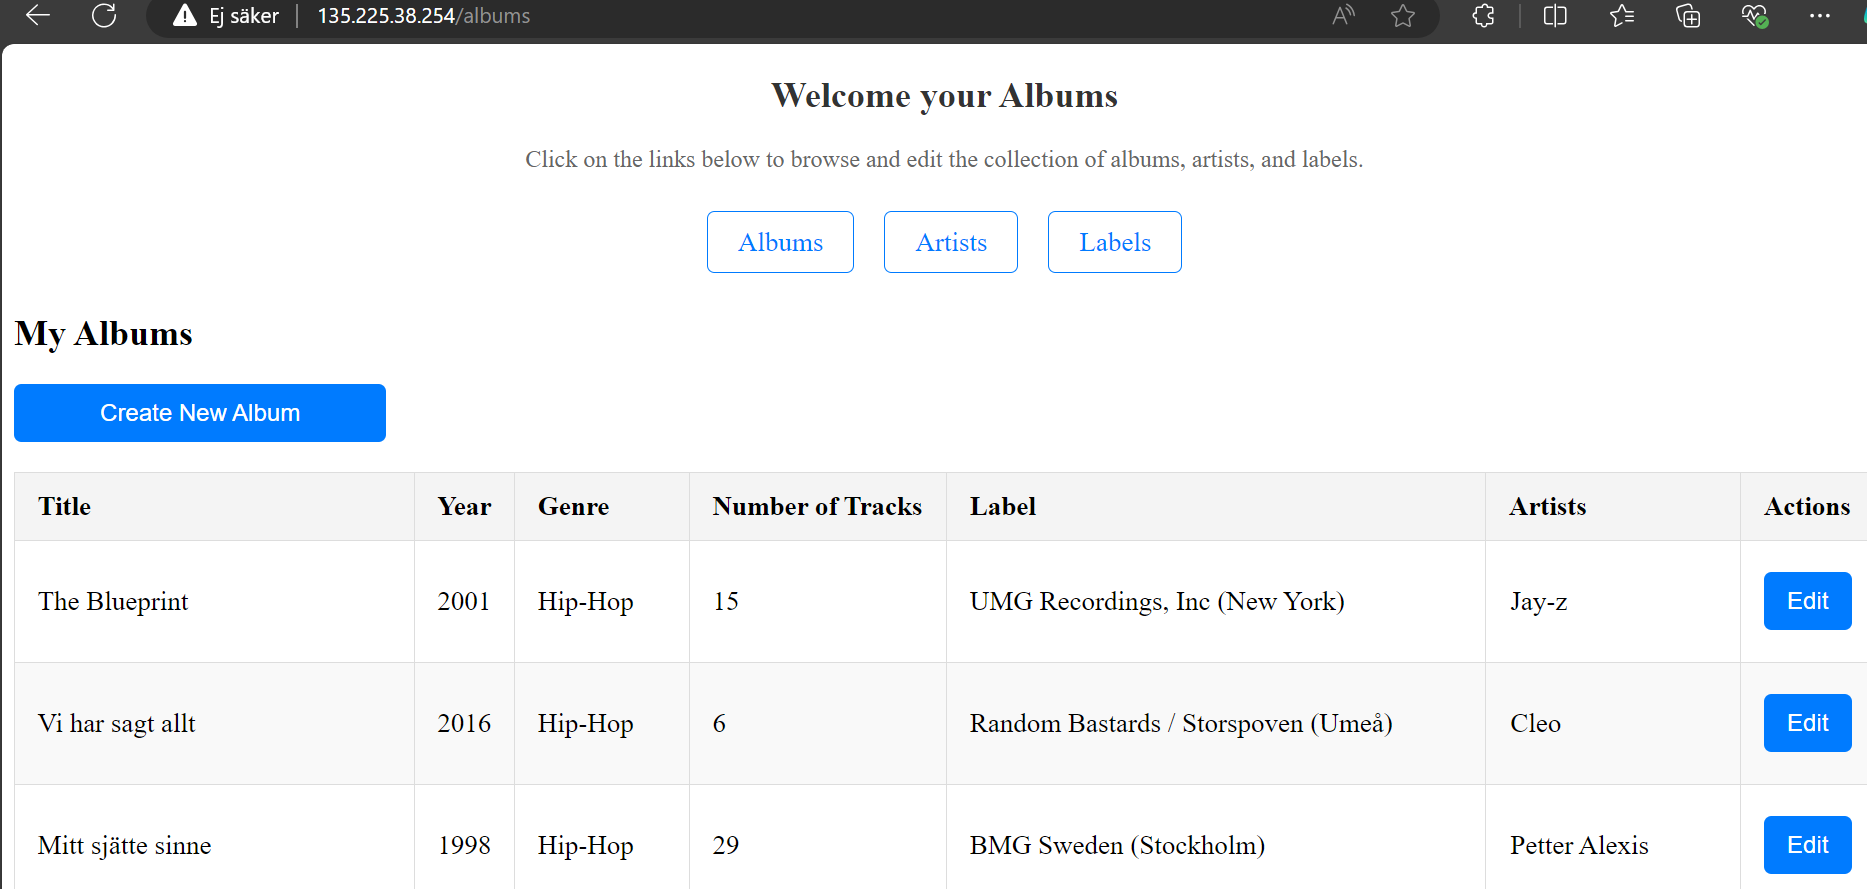 Ej säker 135.225.38.254/albums
Welcome your Albums
Click on the links below to browse and edit the collection of albums, artists, and labels.
Albums Artists Labels
My Albums
Create New Album
Title Year Genre Number of Tracks Label Artists Actions
The Blueprint 2001 Hip-Hop 15 UMG Recordings, Inc (New York) Jay-z Edit
Vi har sagt allt 2016 Hip-Hop 6 Random Bastards / Storspoven (Umeå) Cleo Edit
Mitt sjätte sinne 1998 Hip-Hop 29 BMG Sweden (Stockholm) Petter Alexis Edit